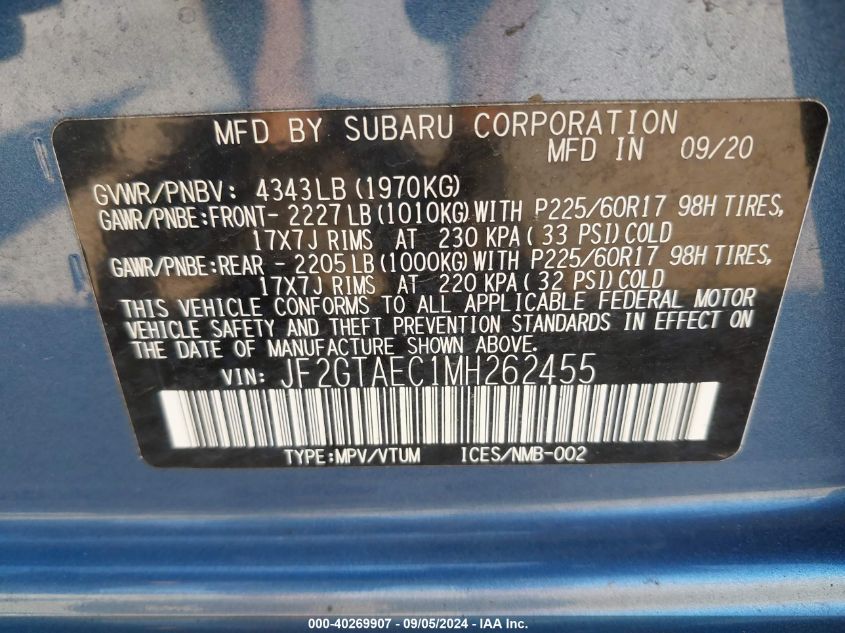 MFD BY SUBARU CORPORATION
MFD IN 09/20
GVWR/PNBV: 4343LB (1970KG)
GAWR/PNBE:FRONT- 2227LB (1010KG) WITH P225/60R17 98H TIRES,
17X7J RIMS AT 230 KPA ( 33 PSI) COLD
GAWR/PNBE:REAR - 2205LB (1000KG) WITH P225/60R17 98H TIRES,
17X7J RIMS AT 220 KPA ( 32 PSI) COLD
THIS VEHICLE CONFORMS TO ALL APPLICABLE FEDERAL MOTOR
VEHICLE SAFETY AND THEFT PREVENTION STANDARDS IN EFFECT ON
THE DATE OF MANUFACTURE SHOWN ABOVE.
VIN: JF2GTAEC1MH262455
TYPE:MPV/VTUM ICES/NMB-002
000-40269907 - 09/05/2024 - IAAI.COM